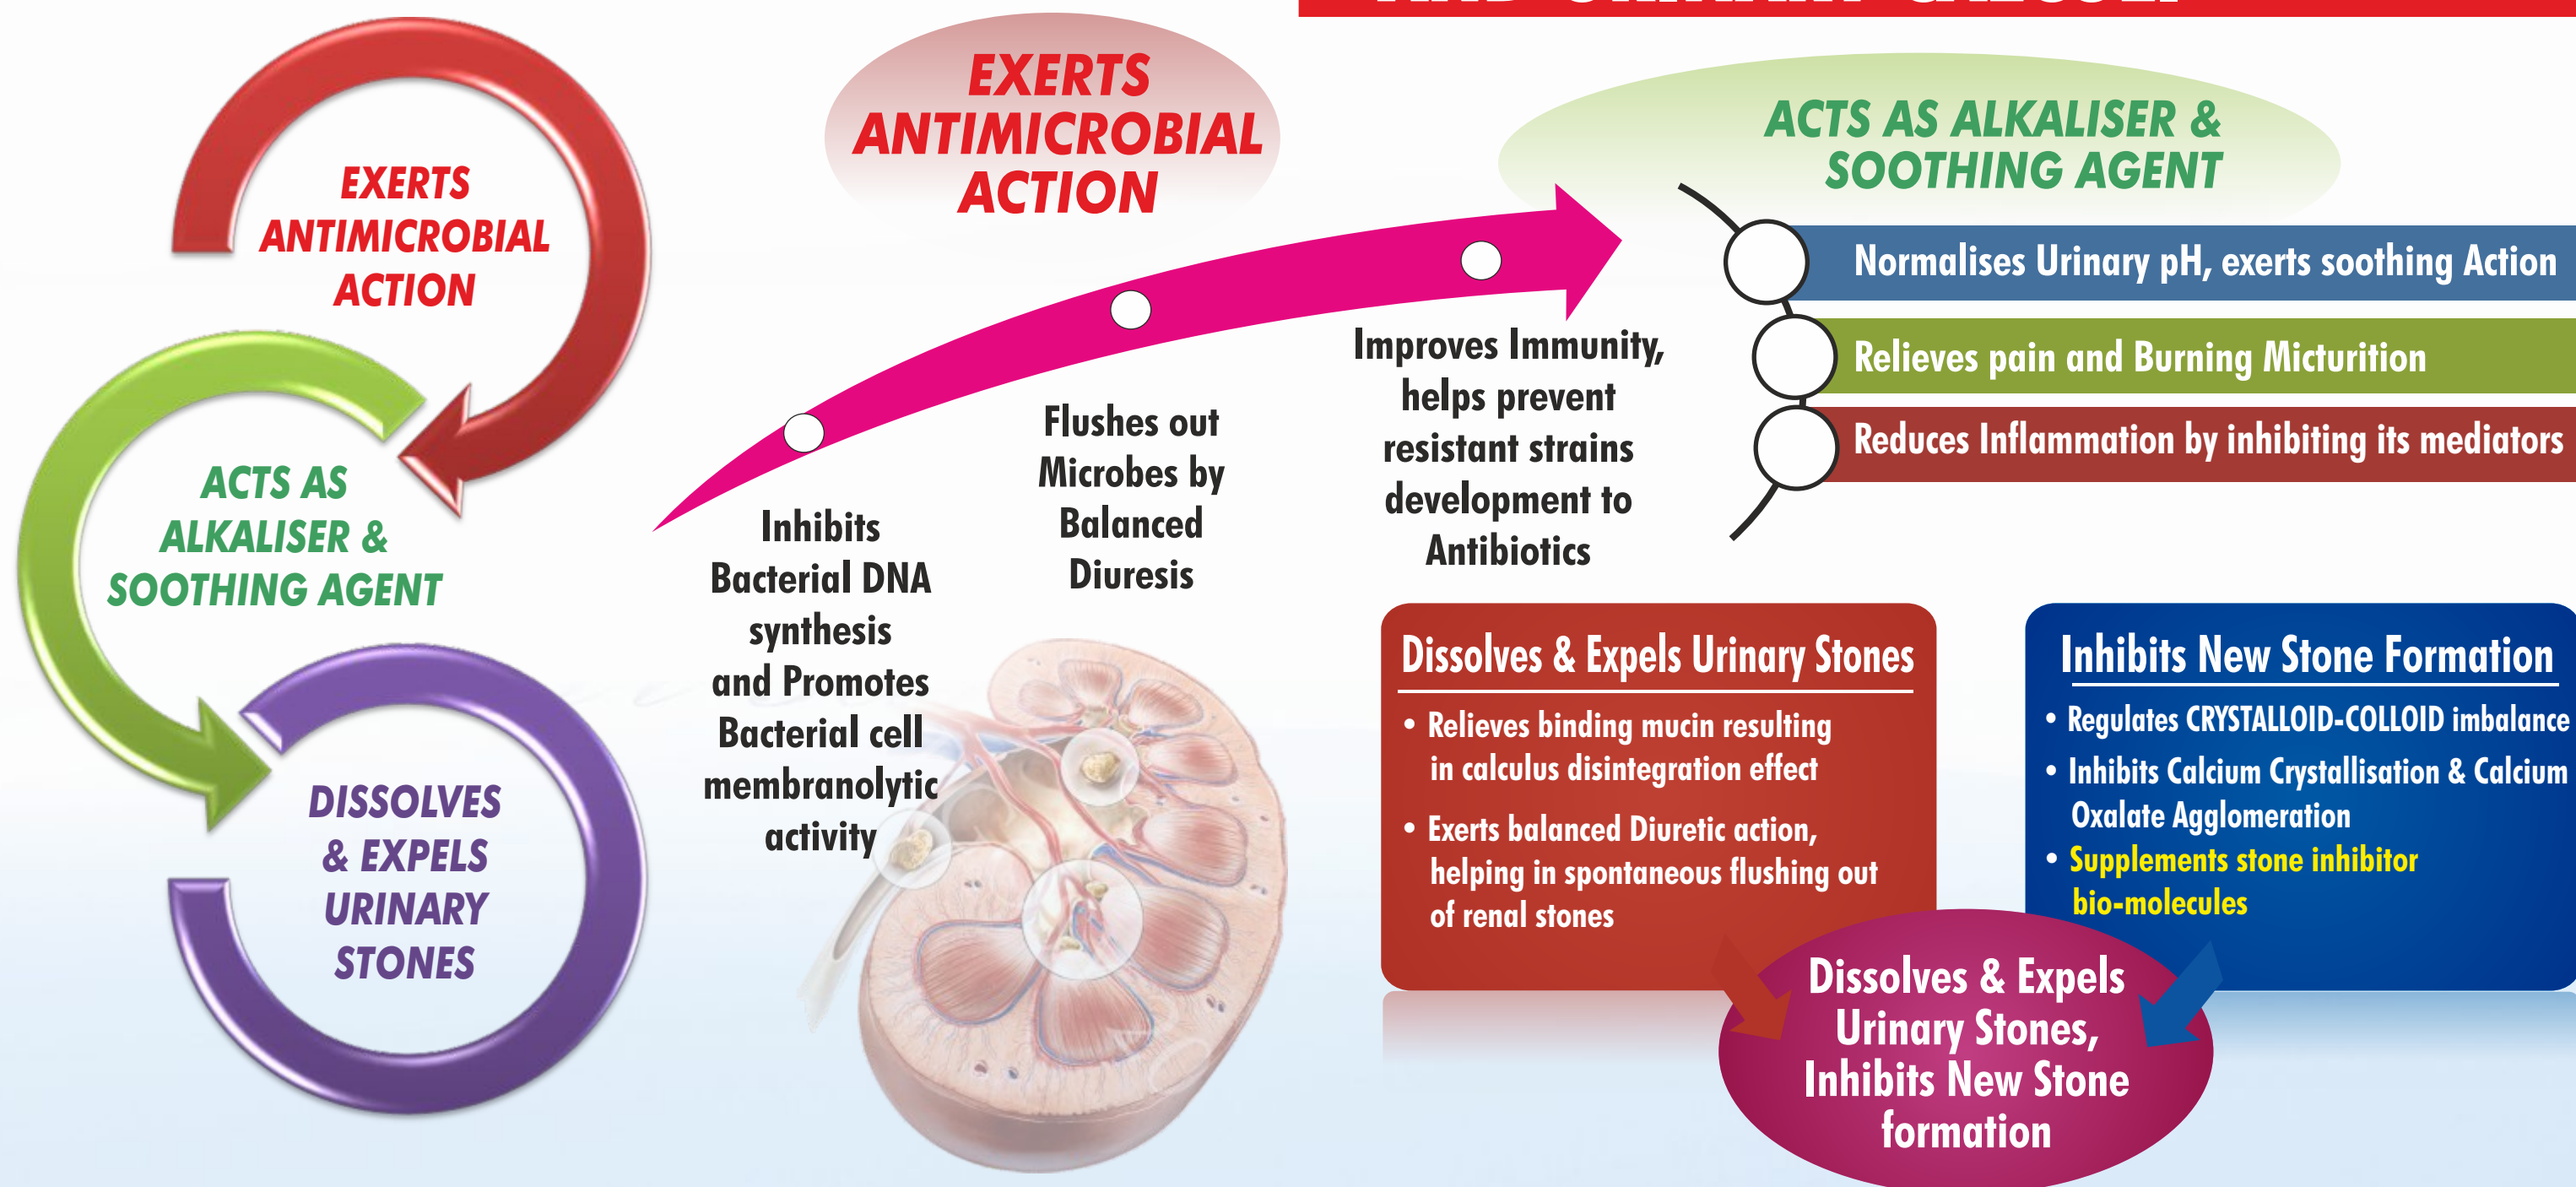 AND URINARY CALCULI
EXERTS
ANTIMICROBIAL
ACTION
ACTS AS
ALKALISER &
SOOTHING AGENT
DISSOLVES
& EXPELS
URINARY
STONES
EXERTS
ANTIMICROBIAL
ACTION
Inhibits
Bacterial DNA
synthesis
and Promotes
Bacterial cell
membranolytic
activity
Flushes out
Microbes by
Balanced
Diuresis
Improves Immunity,
helps prevent
resistant strains
development to
Antibiotics
ACTS AS ALKALISER &
SOOTHING AGENT
Normalises Urinary pH, exerts soothing Action
Relieves pain and Burning Micturition
Reduces Inflammation by inhibiting its mediators
Dissolves & Expels Urinary Stones
• Relieves binding mucin resulting
in calculus disintegration effect
• Exerts balanced Diuretic action,
helping in spontaneous flushing out
of renal stones
Inhibits New Stone Formation
• Regulates CRYSTALLOID-COLLOID imbalance
• Inhibits Calcium Crystallisation & Calcium
Oxalate Agglomeration
• Supplements stone inhibitor
bio-molecules
Dissolves & Expels
Urinary Stones,
Inhibits New Stone
formation